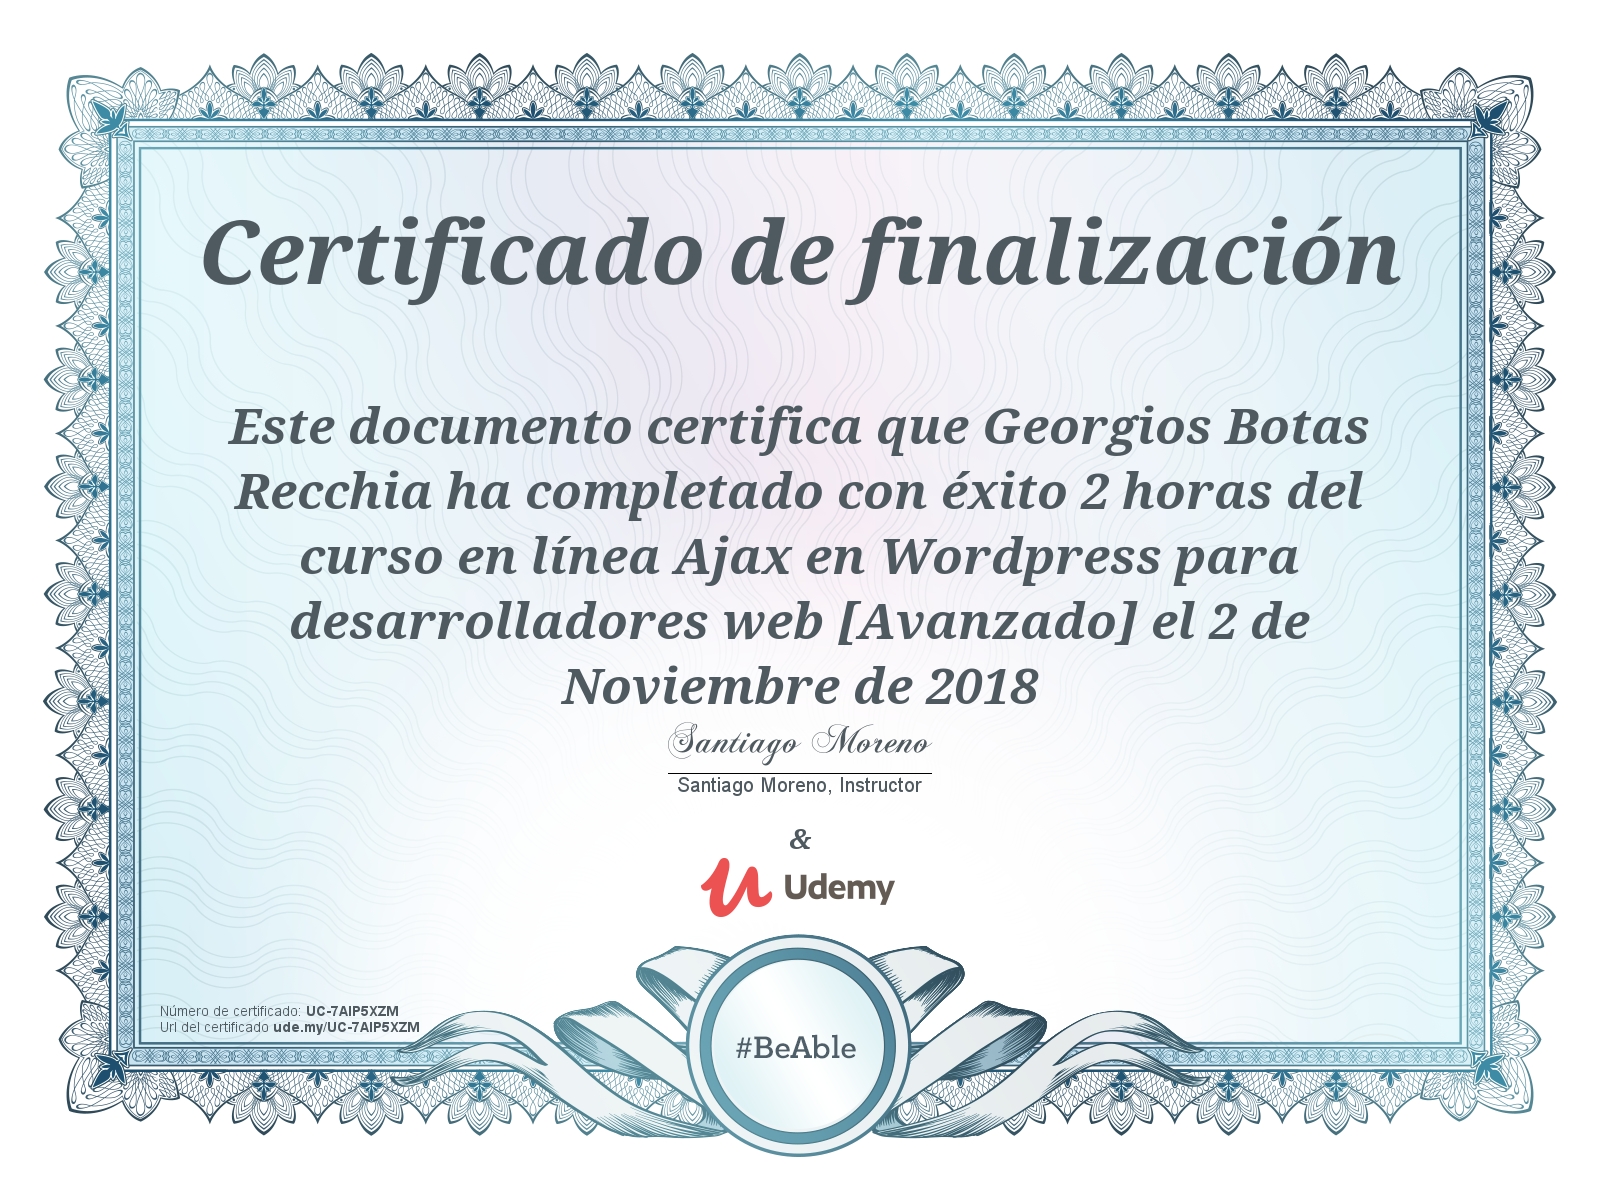 Certificado de finalización
Este documento certifica que Georgios Botas
Recchia ha completado con éxito 2 horas del
curso en línea Ajax en Wordpress para
desarrolladores web [Avanzado] el 2 de
Noviembre de 2018
Santiago Moreno
Santiago Moreno, Instructor
&
Udemy
Número de certificado: UC-7AIP5XZM
Url del certificado ude.my/UC-7AIP5XZM
#BeAble